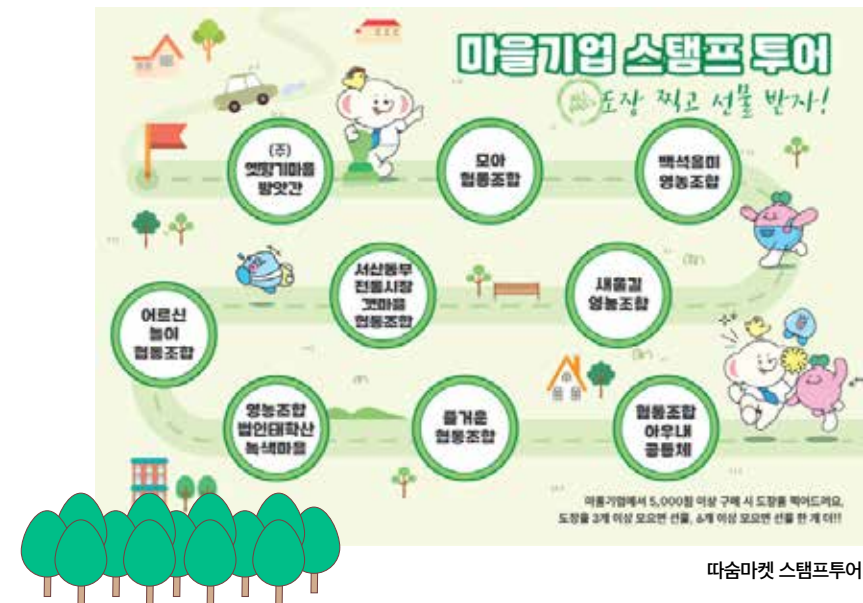 마을기업 스탬프 투어
도장 찍고 선물 받자!
(주)
옛맘기마을
방앗간
모아
협동조합
백석올미
영농조합
어르신
놀이
협동조합
서산동부
전통시장
갯마을
협동조합
새울림
영농조합
영농조합
법인태학산
녹색마을
즐거운
협동조합
협동조합
아우내
공동체
마을기업에서 5,000원 이상 구매 시 도장을 찍어드려요.
도장을 3개 이상 모으면 선물, 6개 이상 모으면 선물 한 개 더!!
따숨마켓 스탬프투어